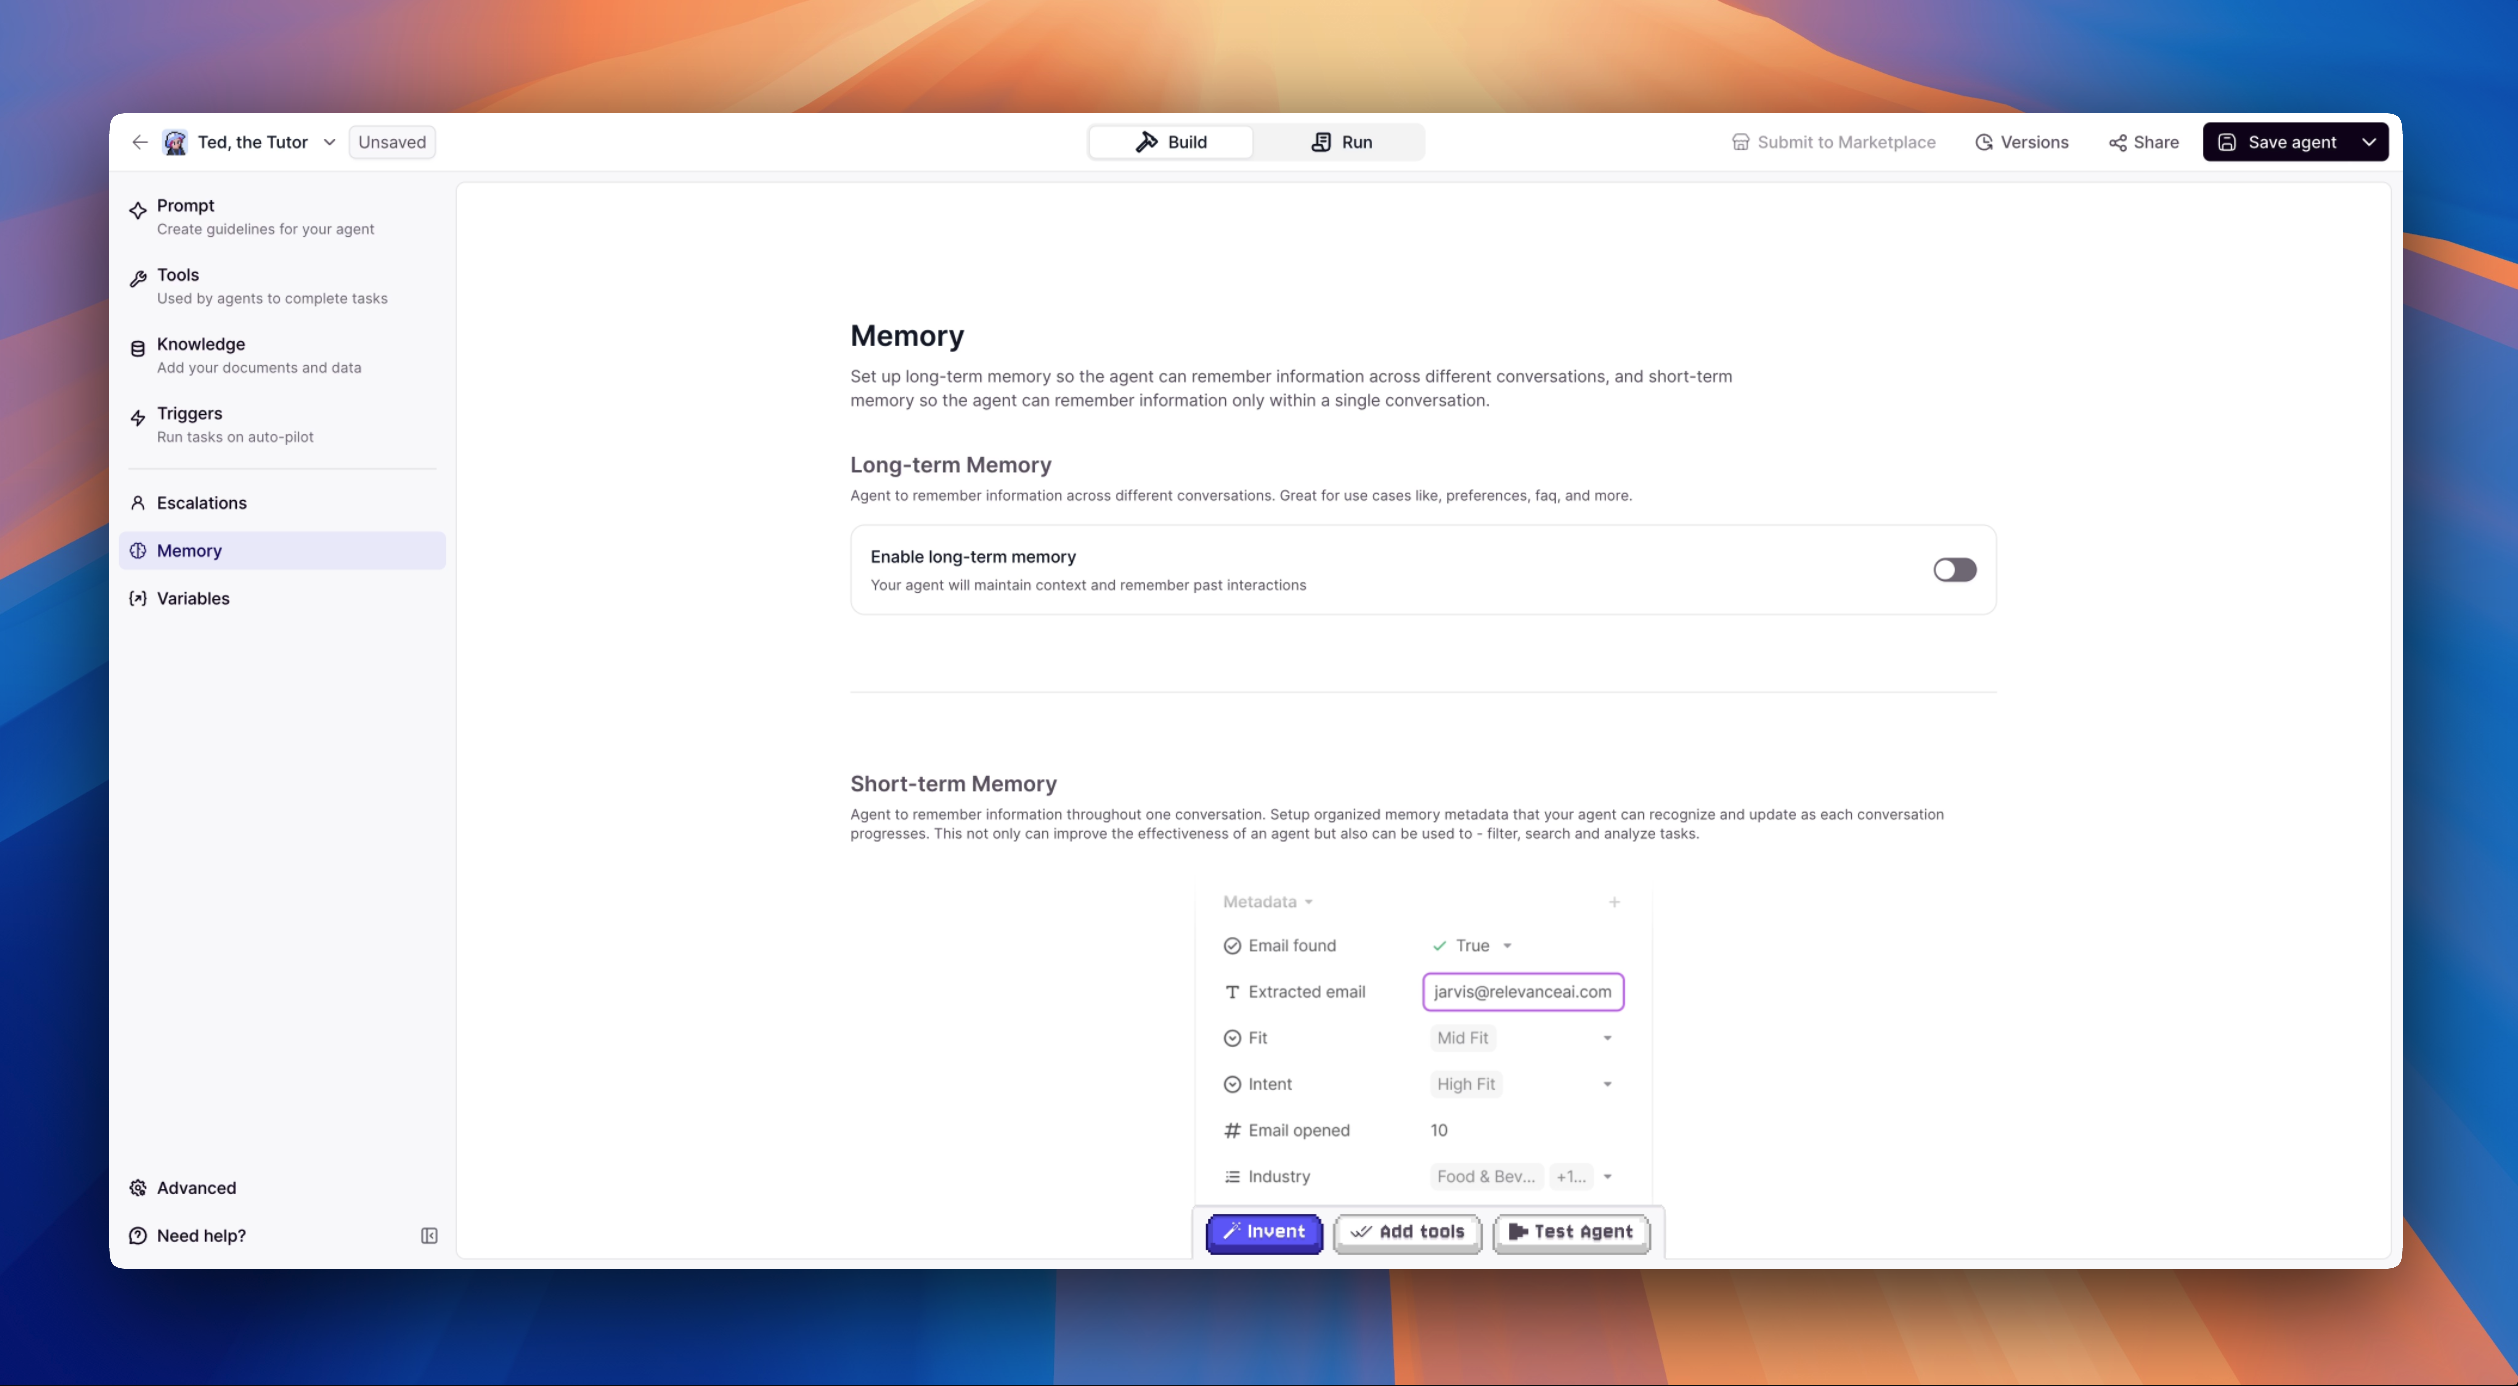 Ted, the Tutor
Unsaved
Build
Run
Submit to Marketplace
Versions
Share
Save agent
Prompt
Create guidelines for your agent
Tools
Used by agents to complete tasks
Knowledge
Add your documents and data
Triggers
Run tasks on auto-pilot
Escalations
Memory
Variables
Advanced
Need help?
Memory
Set up long-term memory so the agent can remember information across different conversations, and short-term
memory so the agent can remember information only within a single conversation.
Long-term Memory
Agent to remember information across different conversations. Great for use cases like, preferences, faq, and more.
Enable long-term memory
Your agent will maintain context and remember past interactions
Short-term Memory
Agent to remember information throughout one conversation. Setup organized memory metadata that your agent can recognize and update as each conversation
progresses. This not only can improve the effectiveness of an agent but also can be used to - filter, search and analyze tasks.
Metadata
Email found True
Extracted email jarvis@relevanceai.com
Fit Mid Fit
Intent High Fit
Email opened 10
Industry Food & Bev... +1...
Invent
Add tools
Test Agent